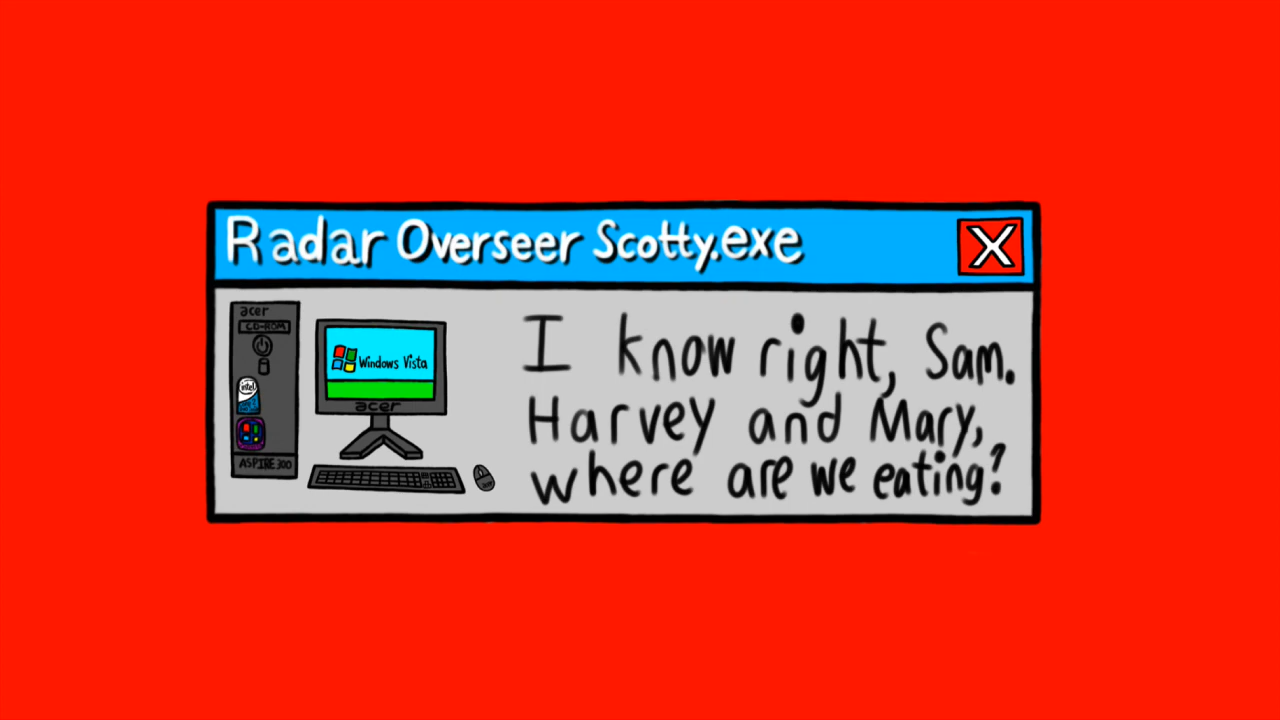 Radar Overseer Scotty.exe
X
acer
CD-ROM
intel
ASPIRE 300
Windows Vista
acer
I know right, Sam.
Harvey and Mary,
where are we eating?